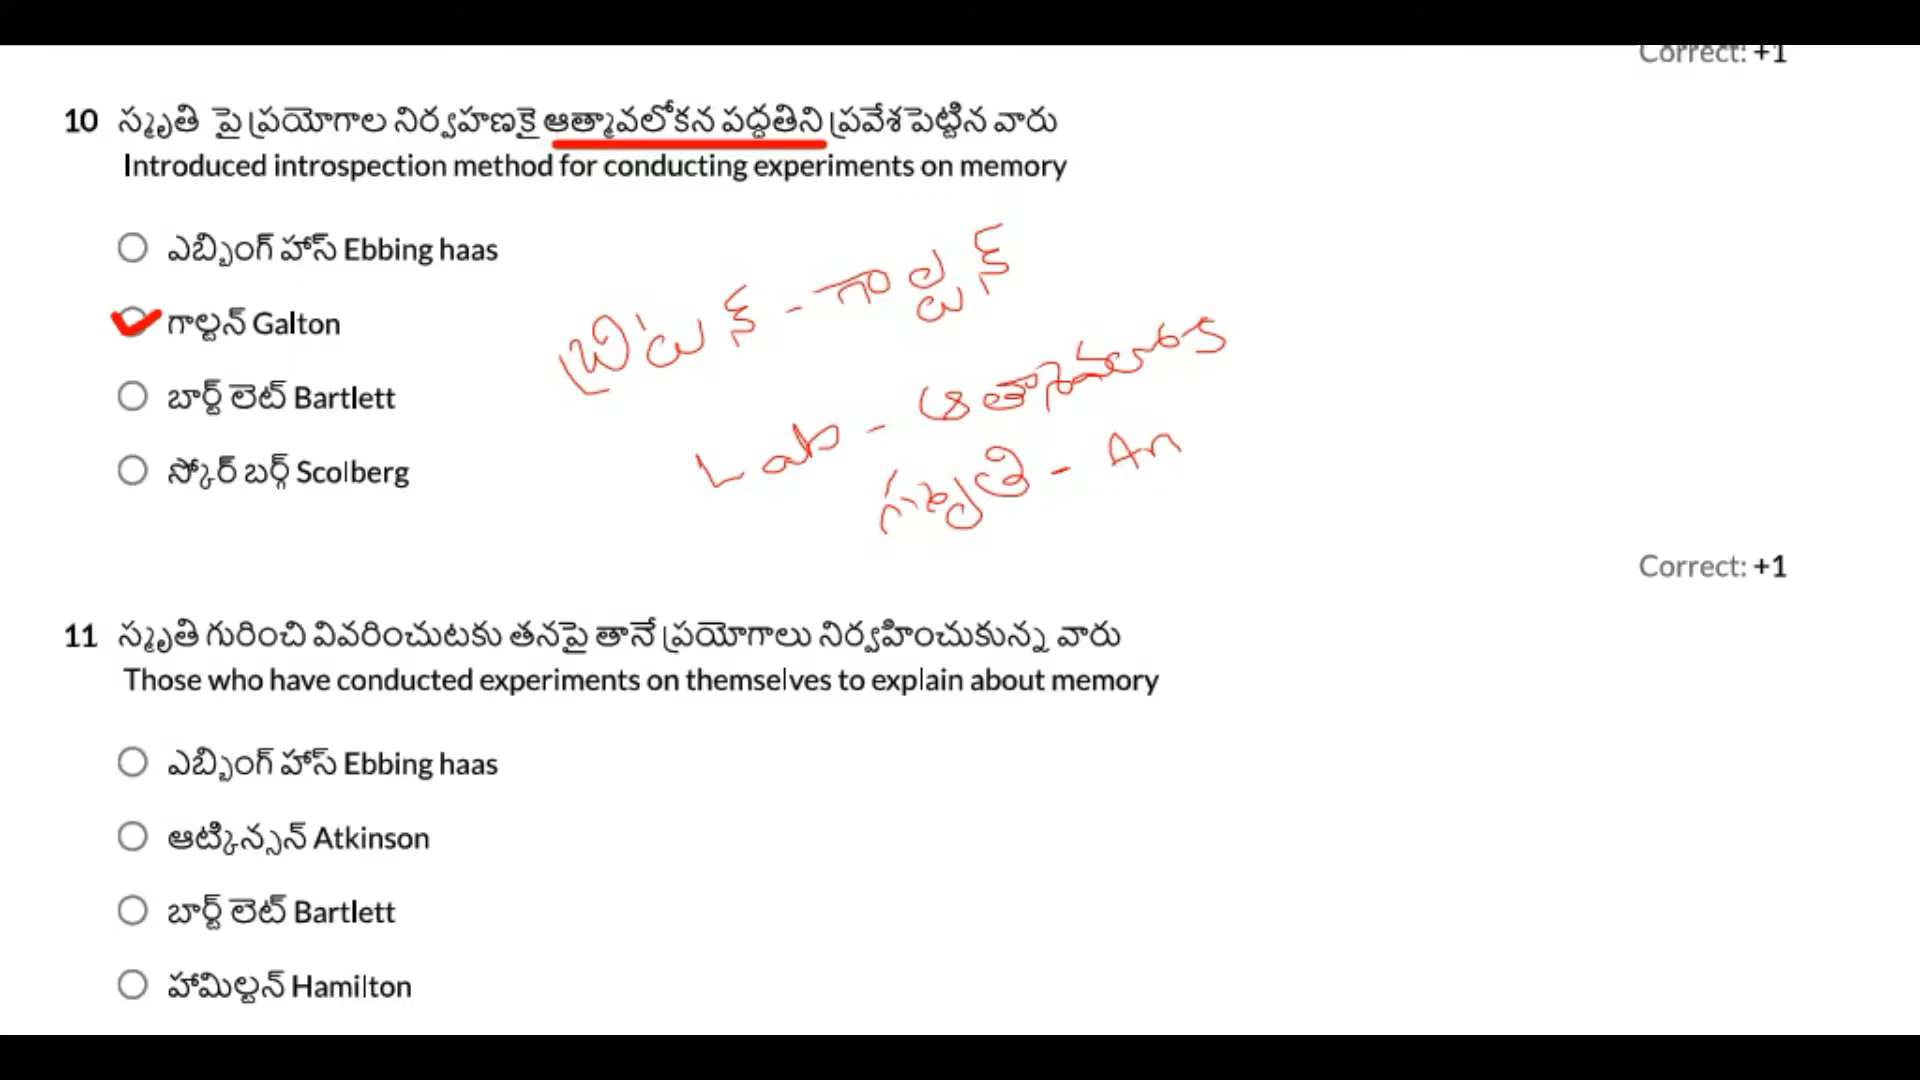 Correct: +1
10 స్మృతి పై ప్రయోగాల నిర్వహణకై ఆత్మావలోకన పద్ధతిని ప్రవేశపెట్టిన వారు
Introduced introspection method for conducting experiments on memory
ఎబ్బింగ్ హాస్ Ebbing haas
గాల్టన్ Galton
బార్ట్ లెట్ Bartlett
స్కోర్ బర్గ్ Scolberg
బ్రిటన్ - గాల్టన్
Lab -
స్మృతి - An
Correct: +1
11 స్మృతి గురించి వివరించుటకు తనపై తానే ప్రయోగాలు నిర్వహించుకున్న వారు
Those who have conducted experiments on themselves to explain about memory
ఎబ్బింగ్ హాస్ Ebbing haas
ఆట్కిన్సన్ Atkinson
బార్ట్ లెట్ Bartlett
హామిల్టన్ Hamilton